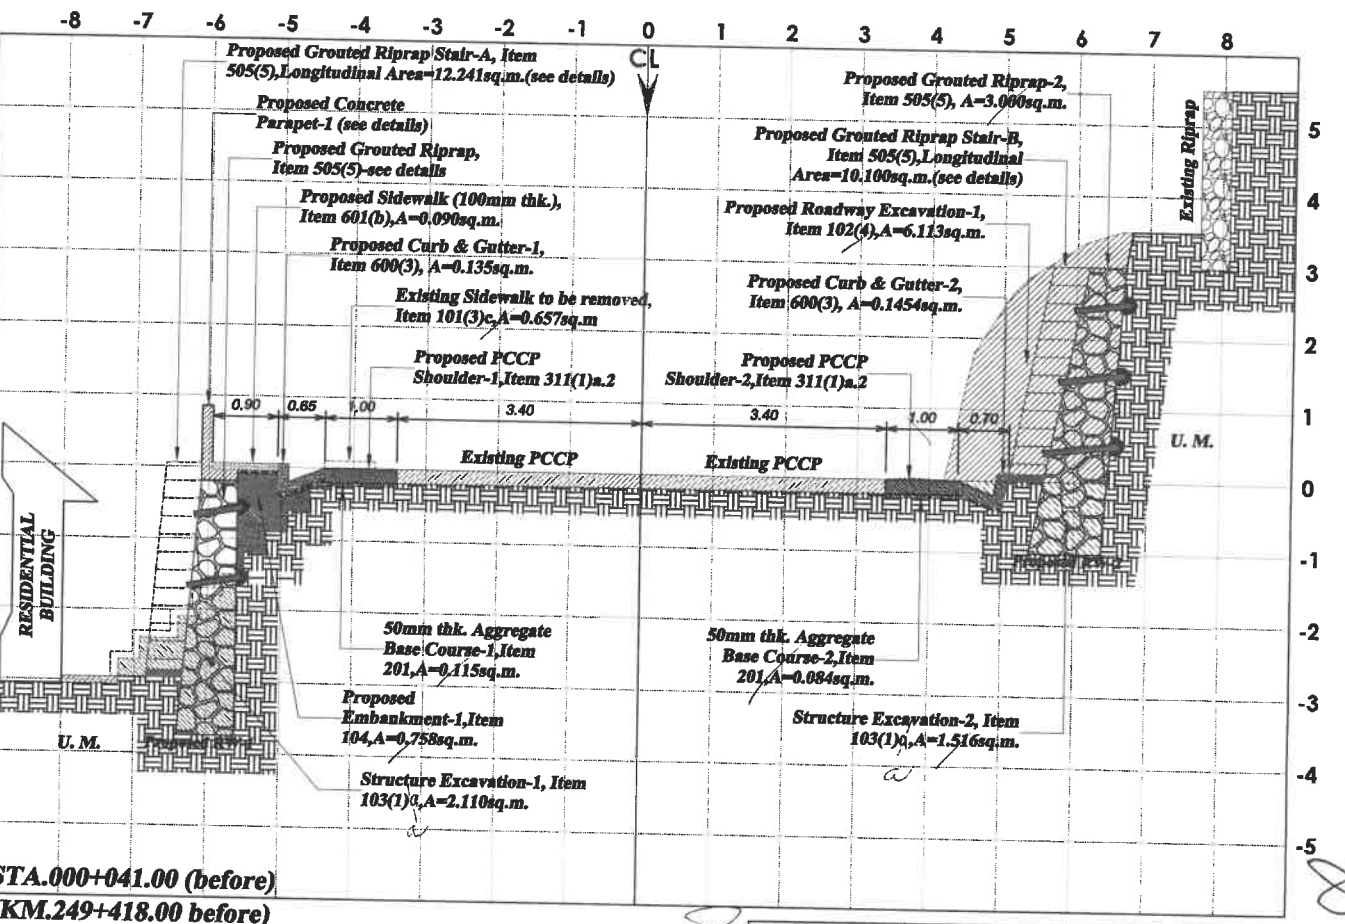 -8 -7 -6 -5 -4 -3 -2 -1 0 1 2 3 4 5 6 7 8
CL
Proposed Grouted Riprap Stair-A, Item
505(5),Longitudinal Area=12.241sq.m.(see details)
Proposed Concrete
Parapet-1 (see details)
Proposed Grouted Riprap,
Item 505(5)-see details
Proposed Sidewalk (100mm thk.),
Item 601(b),A=0.090sq.m.
Proposed Curb & Gutter-1,
Item 600(3), A=0.135sq.m.
Existing Sidewalk to be removed,
Item 101(3)c,A=0.657sq.m
Proposed PCCP
Shoulder-1,Item 311(1)a.2
Proposed Grouted Riprap-2,
Item 505(5), A=3.000sq.m.
Proposed Grouted Riprap Stair-B,
Item 505(5),Longitudinal
Area=10.100sq.m.(see details)
Proposed Roadway Excavation-1,
Item 102(4),A=6.113sq.m.
Proposed Curb & Gutter-2,
Item 600(3), A=0.1454sq.m.
Proposed PCCP
Shoulder-2,Item 311(1)a.2
Existing Riprap
5
4
3
2
1
0
-1
-2
-3
-4
-5
0.90 0.65 1.00 3.40 3.40 1.00 0.70
Existing PCCP Existing PCCP
U. M.
RESIDENTIAL
BUILDING
50mm thk. Aggregate
Base Course-1,Item
201,A=0.115sq.m.
Proposed
Embankment-1,Item
104,A=0.758sq.m.
Structure Excavation-1, Item
103(1)a,A=2.110sq.m.
a
50mm thk. Aggregate
Base Course-2,Item
201,A=0.084sq.m.
Structure Excavation-2, Item
103(1)a,A=1.516sq.m.
a
U. M.
STA.000+041.00 (before)
KM.249+418.00 before)